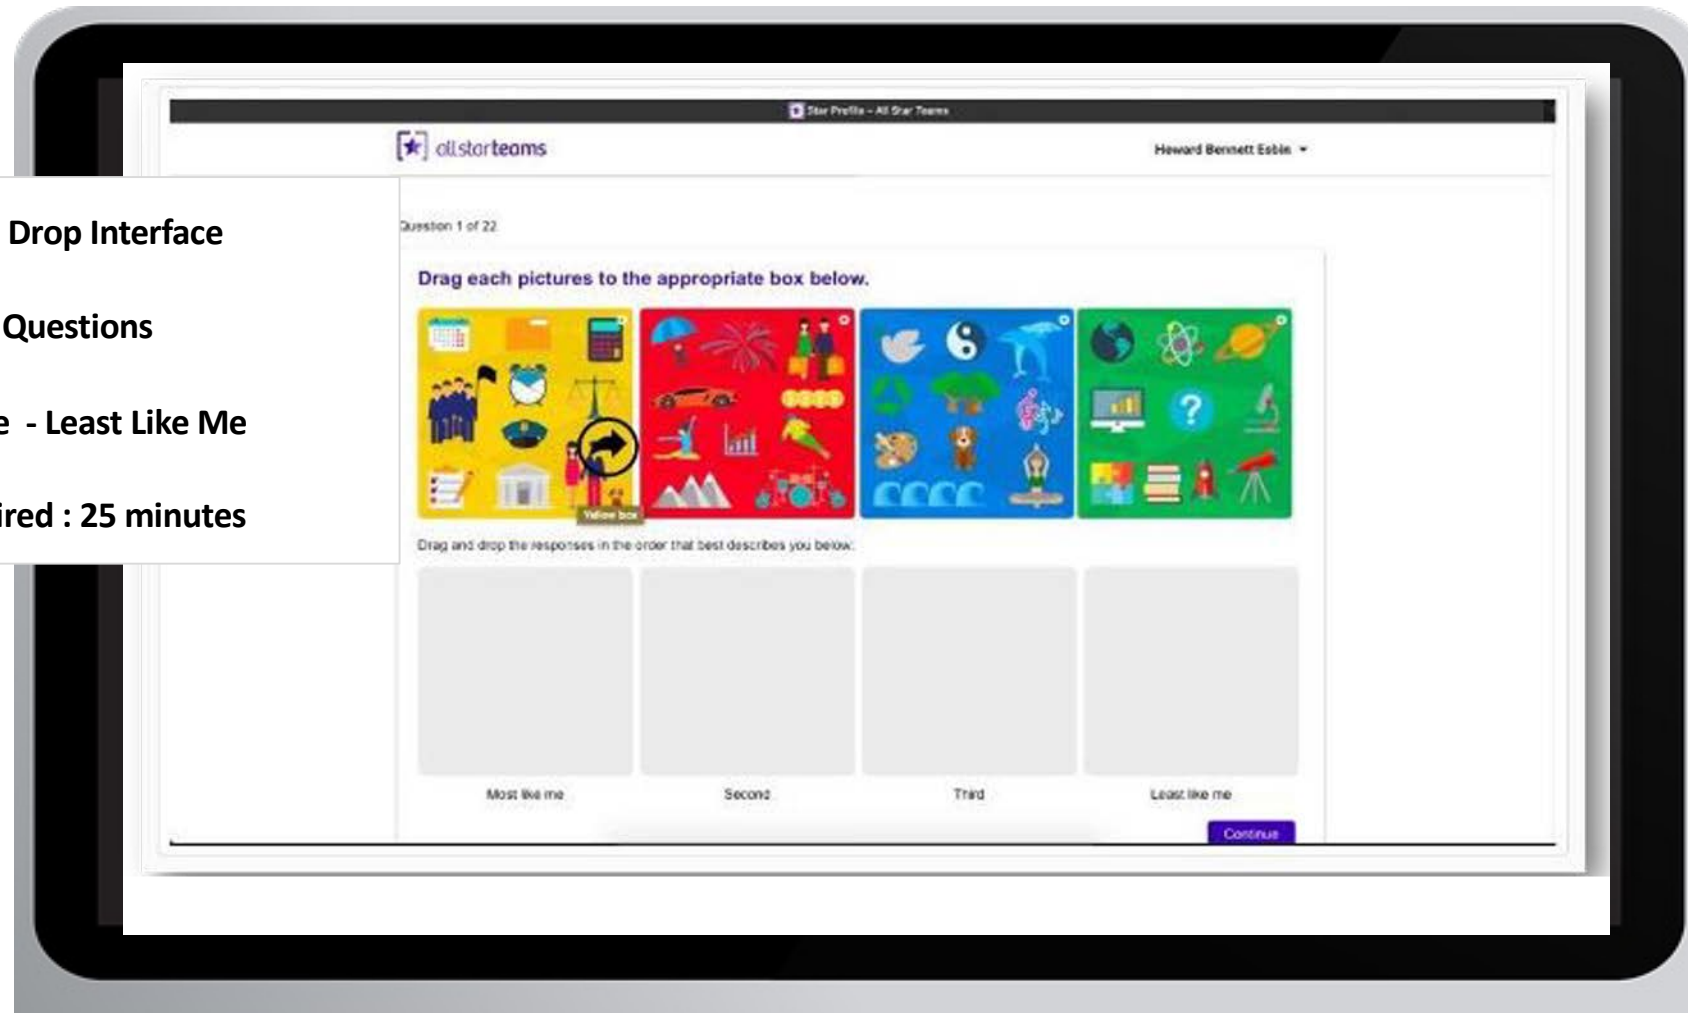 Star Profile – All Star Teams
allstarteams
Howard Bennett Esbin
Drop Interface
Questions
e - Least Like Me
ired : 25 minutes
Question 1 of 22
Drag each pictures to the appropriate box below.
?
Yellow box
Drag and drop the responses in the order that best describes you below:
Most like me
Second
Third
Least like me
Continue